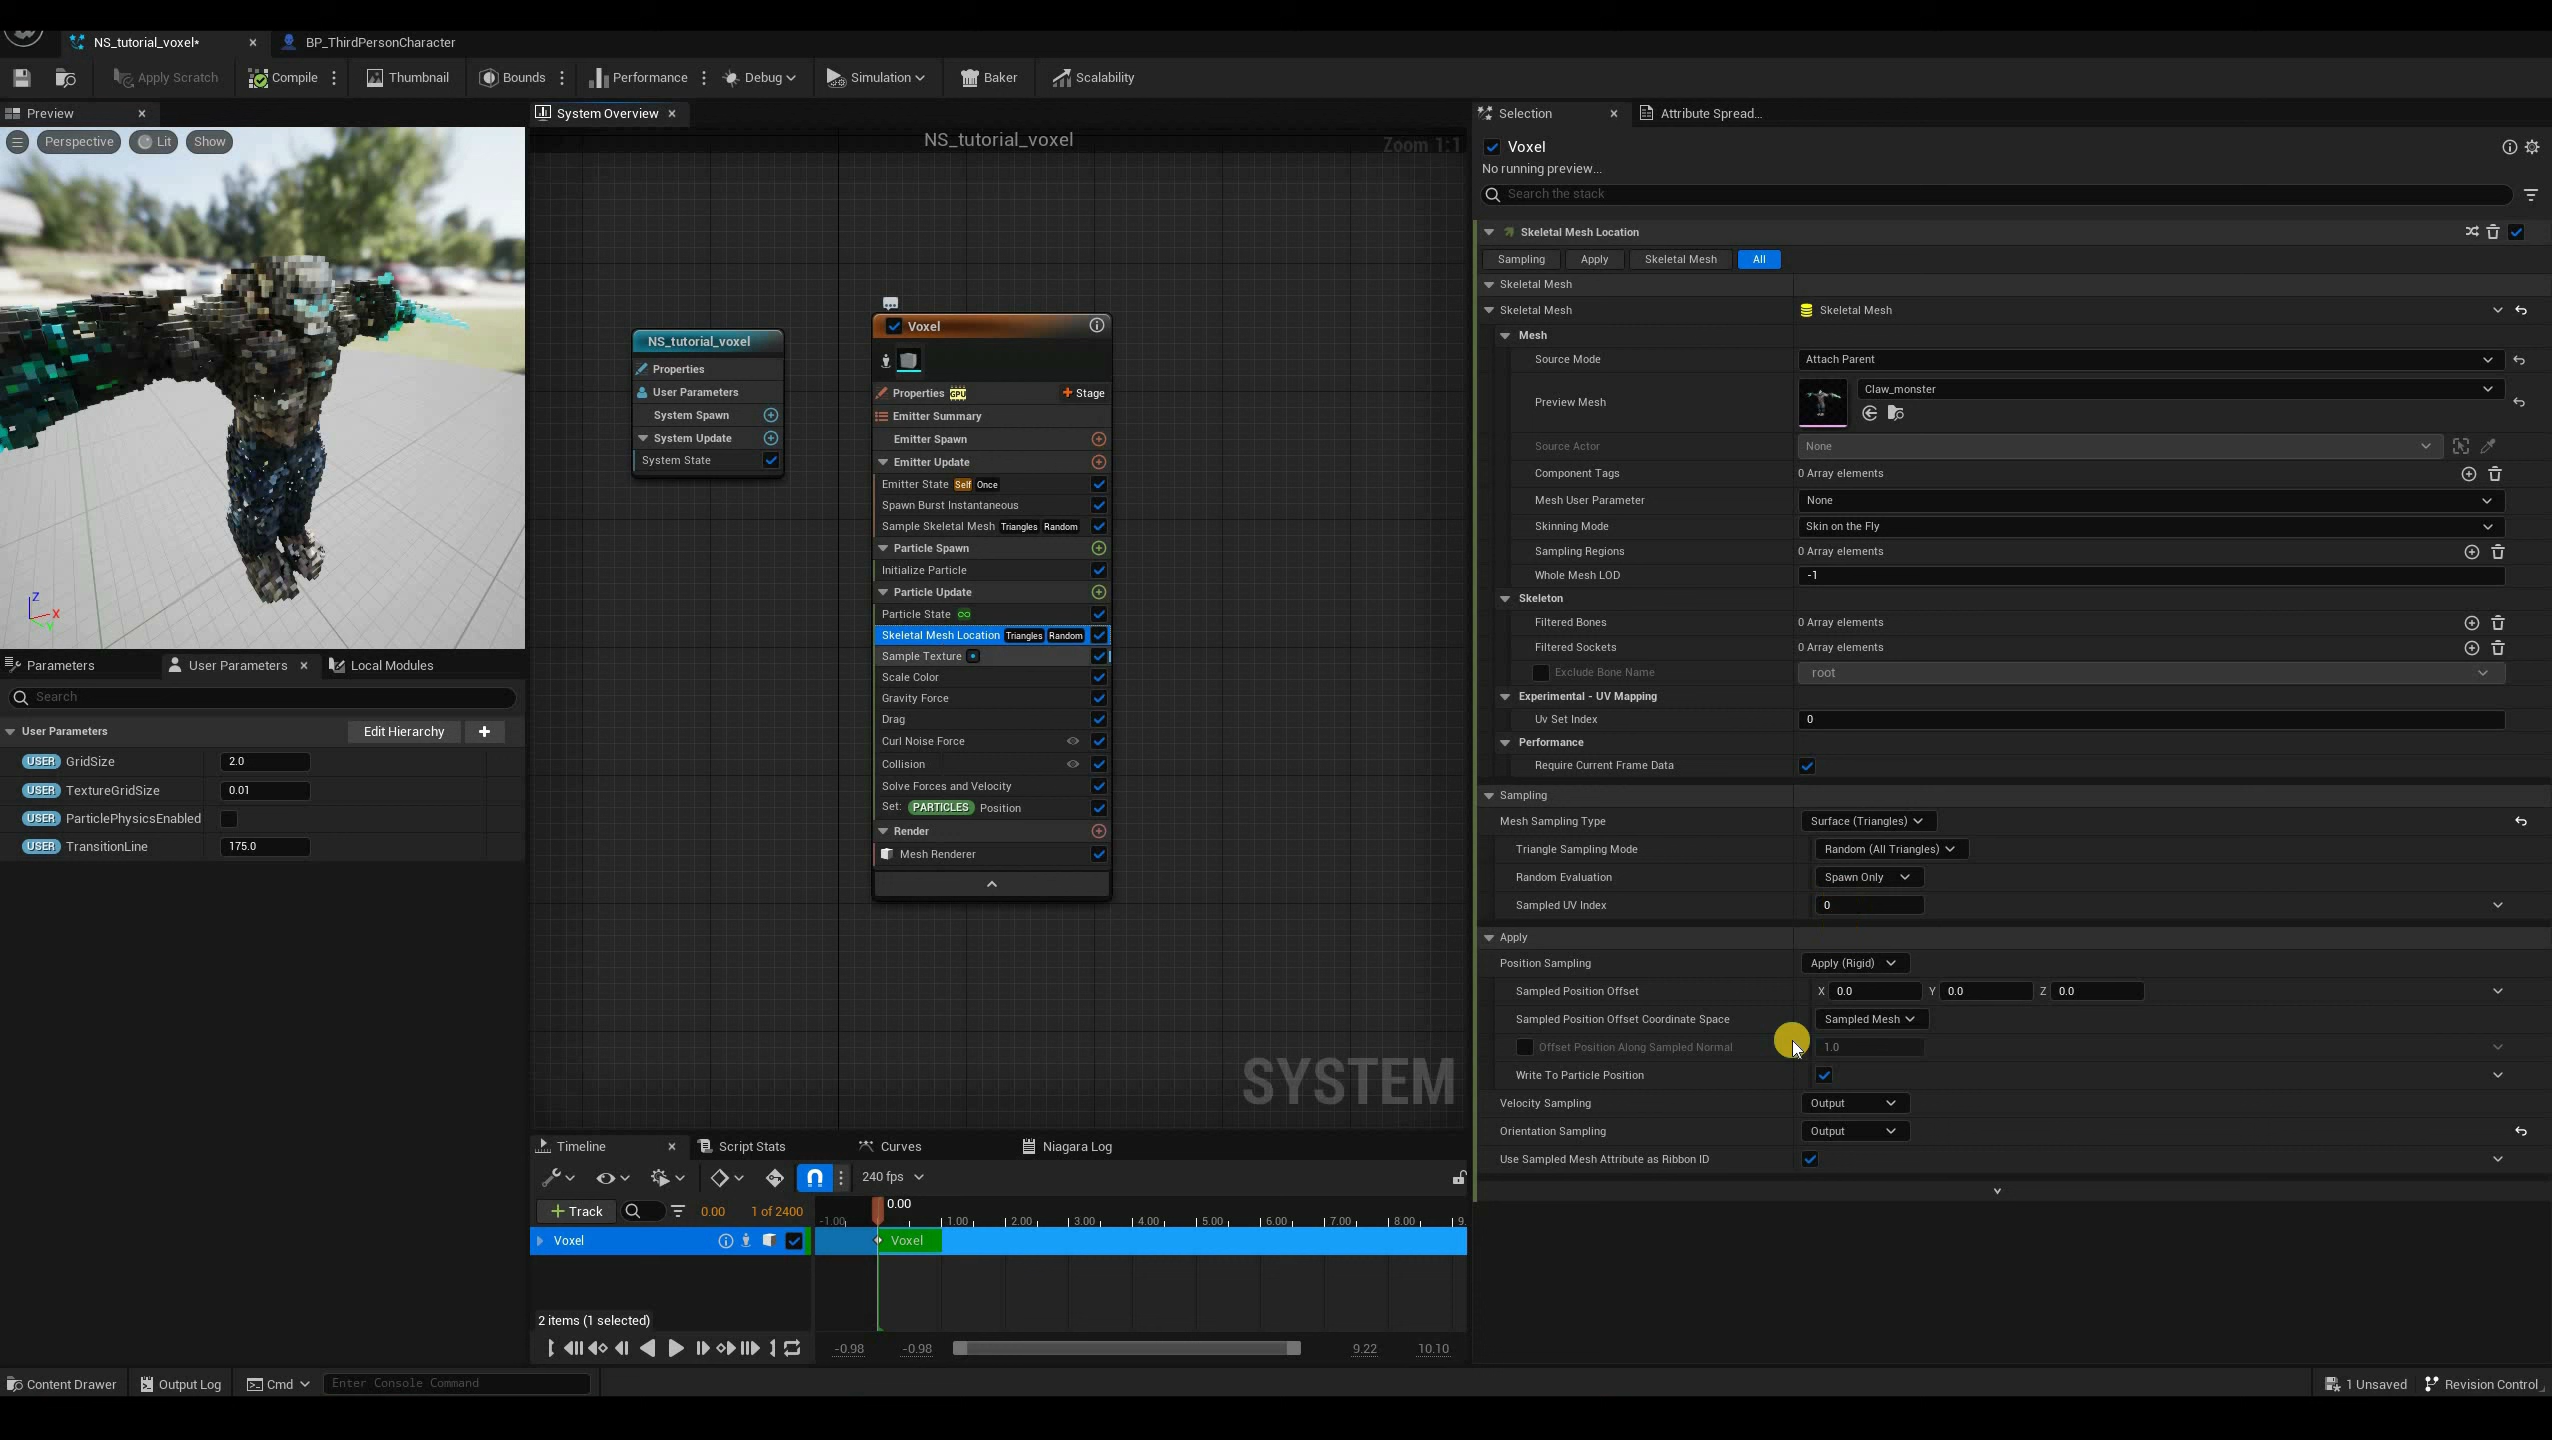 NS_tutorial_voxel*
BP_ThirdPersonCharacter
Apply Scratch
Compile
Thumbnail
Bounds
Performance
Debug
Simulation
Baker
Scalability
Preview
Perspective
Lit
Show
Z
X
Y
Parameters
User Parameters
Local Modules
Search
User Parameters
Edit Hierarchy
USER GridSize 2.0
USER TextureGridSize 0.01
USER ParticlePhysicsEnabled
USER TransitionLine 175.0
System Overview
NS_tutorial_voxel
Zoom 1:1
NS_tutorial_voxel
Properties
User Parameters
System Spawn
System Update
System State
Voxel
Properties GPU + Stage
Emitter Summary
Emitter Spawn
Emitter Update
Emitter State Self Once
Spawn Burst Instantaneous
Sample Skeletal Mesh Triangles Random
Particle Spawn
Initialize Particle
Particle Update
Particle State
Skeletal Mesh Location Triangles Random
Sample Texture
Scale Color
Gravity Force
Drag
Curl Noise Force
Collision
Solve Forces and Velocity
Set: PARTICLES Position
Render
Mesh Renderer
SYSTEM
Timeline
Script Stats
Curves
Niagara Log
240 fps
+ Track
0.00
1 of 2400
0.00
-1.00 1.00 2.00 3.00 4.00 5.00 6.00 7.00 8.00 9.
Voxel
Voxel
2 items (1 selected)
-0.98 -0.98 9.22 10.10
Selection
Attribute Spread...
Voxel
No running preview...
Search the stack
Skeletal Mesh Location
Sampling Apply Skeletal Mesh All
Skeletal Mesh
Skeletal Mesh Skeletal Mesh
Mesh
Source Mode Attach Parent
Preview Mesh Claw_monster
Source Actor None
Component Tags 0 Array elements
Mesh User Parameter None
Skinning Mode Skin on the Fly
Sampling Regions 0 Array elements
Whole Mesh LOD -1
Skeleton
Filtered Bones 0 Array elements
Filtered Sockets 0 Array elements
Exclude Bone Name root
Experimental - UV Mapping
Uv Set Index 0
Performance
Require Current Frame Data
Sampling
Mesh Sampling Type Surface (Triangles)
Triangle Sampling Mode Random (All Triangles)
Random Evaluation Spawn Only
Sampled UV Index 0
Apply
Position Sampling Apply (Rigid)
Sampled Position Offset X 0.0 Y 0.0 Z 0.0
Sampled Position Offset Coordinate Space Sampled Mesh
Offset Position Along Sampled Normal 1.0
Write To Particle Position
Velocity Sampling Output
Orientation Sampling Output
Use Sampled Mesh Attribute as Ribbon ID
Content Drawer
Output Log
Cmd
Enter Console Command
1 Unsaved
Revision Control